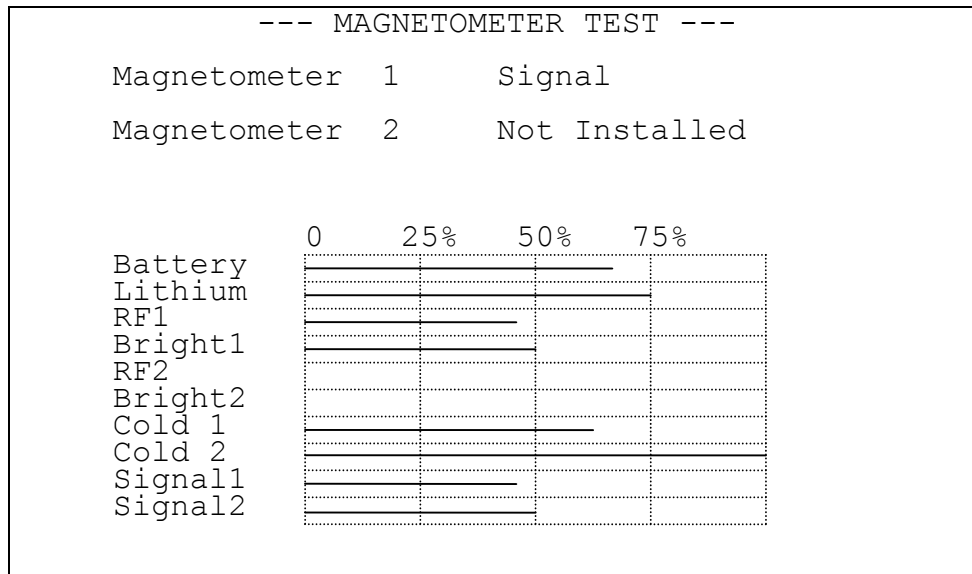 --- MAGNETOMETER TEST ---
Magnetometer 1 Signal
Magnetometer 2 Not Installed
0 25% 50% 75%
Battery
Lithium
RF1
Bright1
RF2
Bright2
Cold 1
Cold 2
Signal1
Signal2